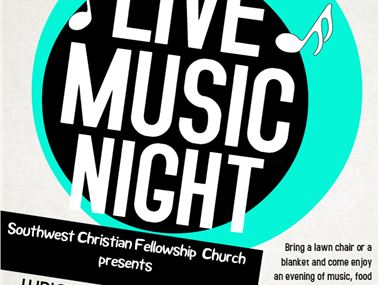 LIVE
MUSIC
NIGHT
Southwest Christian Fellowship Church
presents
Bring a lawn chair or a
blanket and come enjoy
an evening of music, food